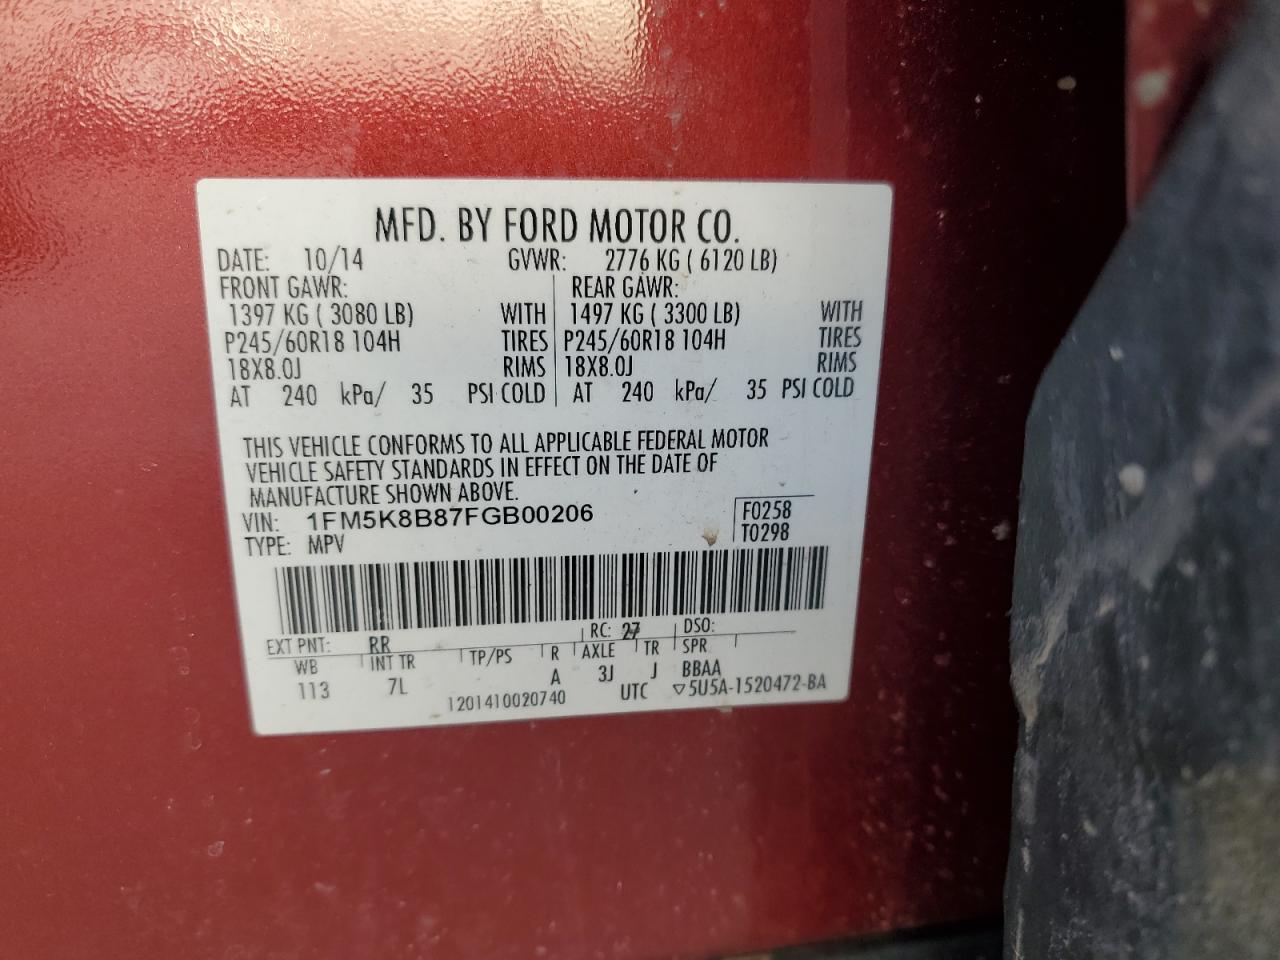 MFD. BY FORD MOTOR CO.
DATE: 10/14 GVWR: 2776 KG ( 6120 LB)
FRONT GAWR: REAR GAWR:
1397 KG ( 3080 LB) WITH 1497 KG ( 3300 LB) WITH
P245/60R18 104H TIRES P245/60R18 104H TIRES
18X8.0J RIMS 18X8.0J RIMS
AT 240 kPa/ 35 PSI COLD AT 240 kPa/ 35 PSI COLD
THIS VEHICLE CONFORMS TO ALL APPLICABLE FEDERAL MOTOR
VEHICLE SAFETY STANDARDS IN EFFECT ON THE DATE OF
MANUFACTURE SHOWN ABOVE.
VIN: 1FM5K8B87FGB00206 F0258
TYPE: MPV T0298
EXT PNT: RR RC: 27 DSO:
WB INT TR TP/PS R AXLE TR SPR
113 7L A 3J J BBAA
1201410020740 UTC ▽5U5A-1520472-BA